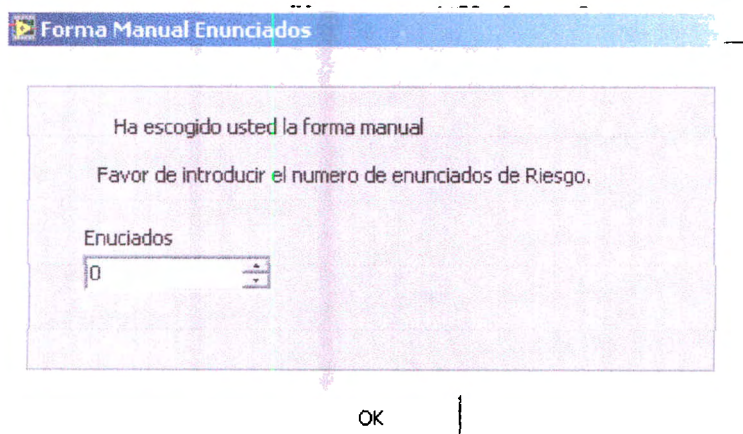 Forma Manual Enunciados
Ha escogido usted la forma manual
Favor de introducir el numero de enunciados de Riesgo.
Enuciados
0
OK